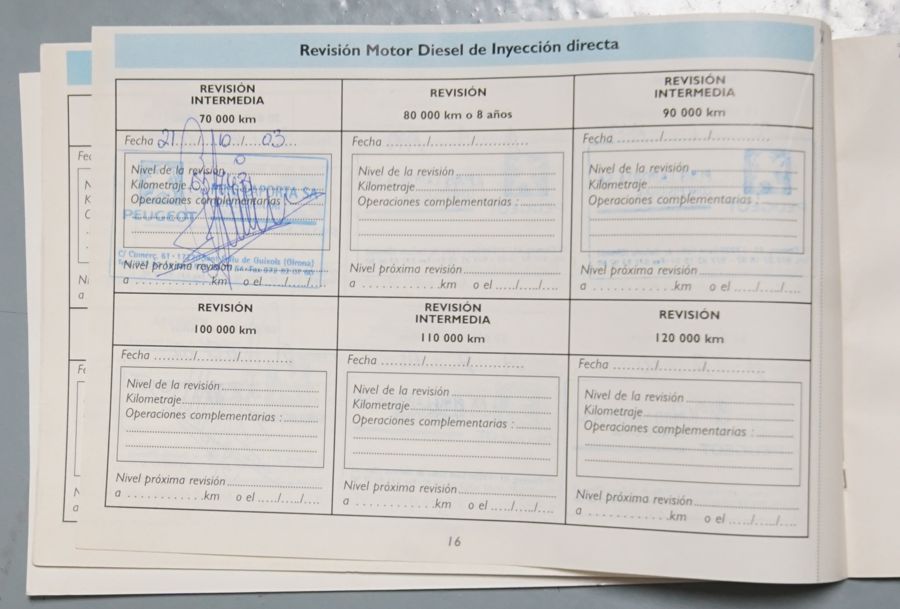 Revisión Motor Diesel de Inyección directa
REVISIÓN
INTERMEDIA
70 000 km
Fecha 21 / 10 / 03
Nivel de la revisión
Kilometraje
Operaciones complementarias
PEUGEOT
Nivel próxima revisión
a ............km o el ...../...../....
REVISIÓN
80 000 km o 8 años
Fecha ........./........./............
Nivel de la revisión
Kilometraje
Operaciones complementarias :
Nivel próxima revisión
a ............km o el ...../...../....
REVISIÓN
INTERMEDIA
90 000 km
Fecha ........./........./............
Nivel de la revisión
Kilometraje
Operaciones complementarias :
Nivel próxima revisión
a ............km o el ...../...../....
REVISIÓN
100 000 km
Fecha ........./........./............
Nivel de la revisión
Kilometraje
Operaciones complementarias :
Nivel próxima revisión
a ............km o el ...../...../....
REVISIÓN
INTERMEDIA
110 000 km
Fecha ........./........./............
Nivel de la revisión
Kilometraje
Operaciones complementarias :
Nivel próxima revisión
a ............km o el ...../...../....
REVISIÓN
120 000 km
Fecha ........./........./............
Nivel de la revisión
Kilometraje
Operaciones complementarias :
Nivel próxima revisión
a ............km o el ...../...../....
16